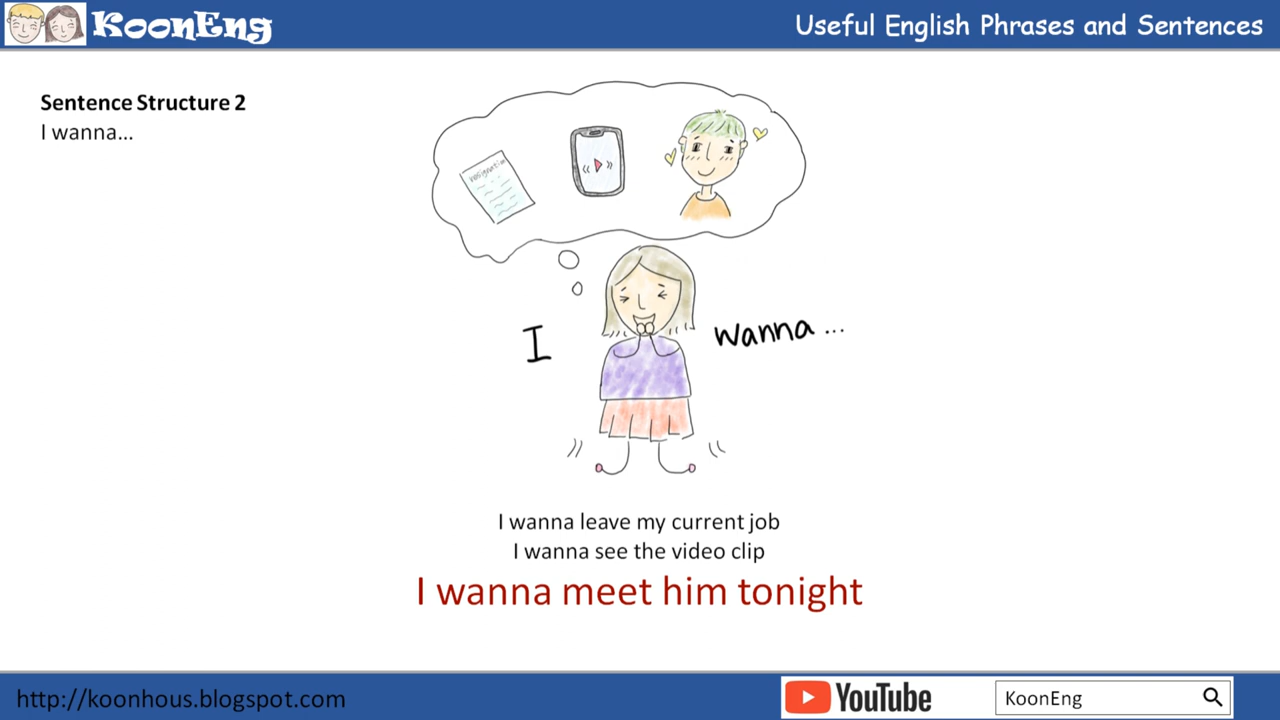 KoonEng
Useful English Phrases and Sentences
Sentence Structure 2
I wanna...
resignation
I wanna...
I wanna leave my current job
I wanna see the video clip
I wanna meet him tonight
http://koonhous.blogspot.com
YouTube
KoonEng